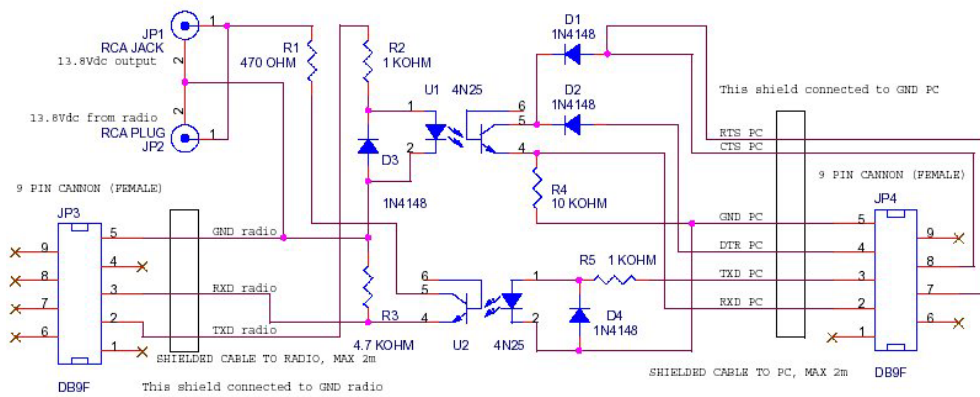 JP1
RCA JACK
13.8Vdc output
1
2
13.8Vdc from radio
2
RCA PLUG
JP2
1
R1
470 OHM
R2
1 KOHM
U1
4N25
1
2
6
5
4
D1
1N4148
D2
1N4148
D3
1N4148
R4
10 KOHM
This shield connected to GND PC
RTS PC
CTS PC
GND PC
DTR PC
TXD PC
RXD PC
9 PIN CANNON (FEMALE)
JP3
9
8
7
6
5
4
3
2
1
DB9F
GND radio
RXD radio
TXD radio
SHIELDED CABLE TO RADIO, MAX 2m
This shield connected to GND radio
R3
4.7 KOHM
6
5
4
U2
4N25
1
2
R5 1 KOHM
D4
1N4148
9 PIN CANNON (FEMALE)
JP4
5
4
3
2
1
9
8
7
6
DB9F
SHIELDED CABLE TO PC, MAX 2m